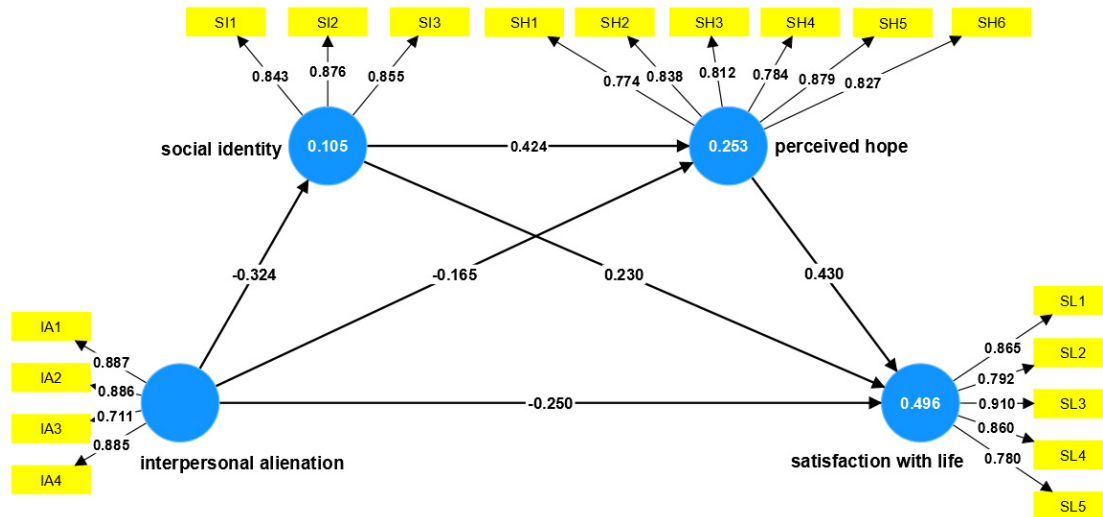 SI1 SI2 SI3 SH1 SH2 SH3 SH4 SH5 SH6
0.843 0.876 0.855 0.774 0.838 0.812 0.784 0.879 0.827
social identity 0.105 0.424 0.253 perceived hope
-0.324 -0.165 0.230 0.430
IA1
0.887
IA2
0.886
0.711
IA3
0.885
IA4
interpersonal alienation
-0.250
0.496
satisfaction with life
SL1
0.865
SL2
0.792
0.910 SL3
0.860
SL4
0.780
SL5